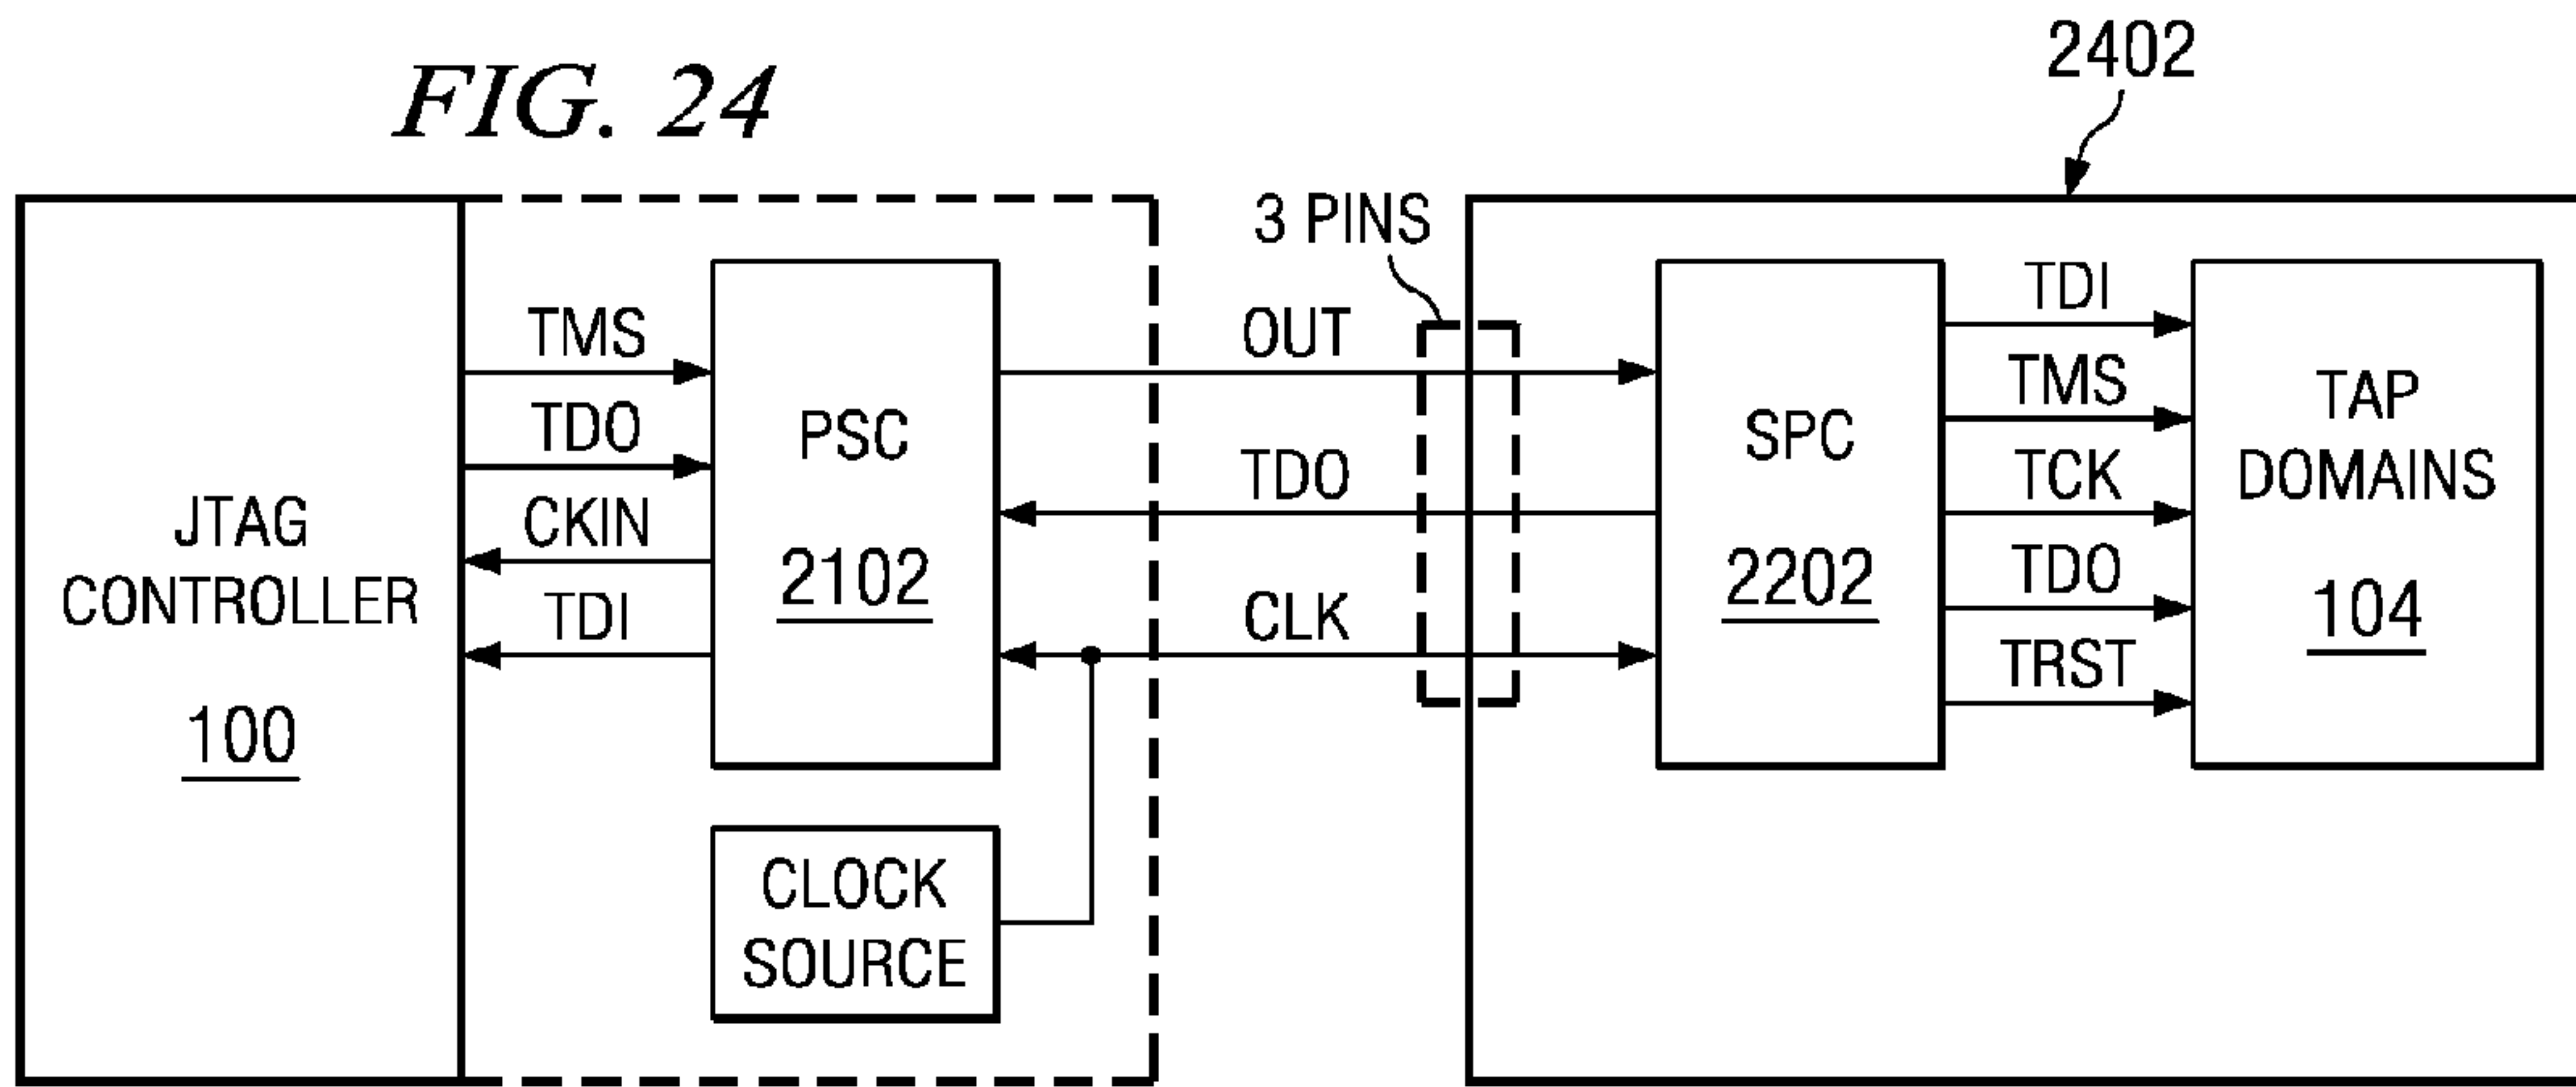 FIG. 24
2402
3 PINS
JTAG
CONTROLLER
100
TMS
TDO
CKIN
TDI
PSC
2102
CLOCK
SOURCE
OUT
TDO
CLK
SPC
2202
TDI
TMS
TCK
TDO
TRST
TAP
DOMAINS
104